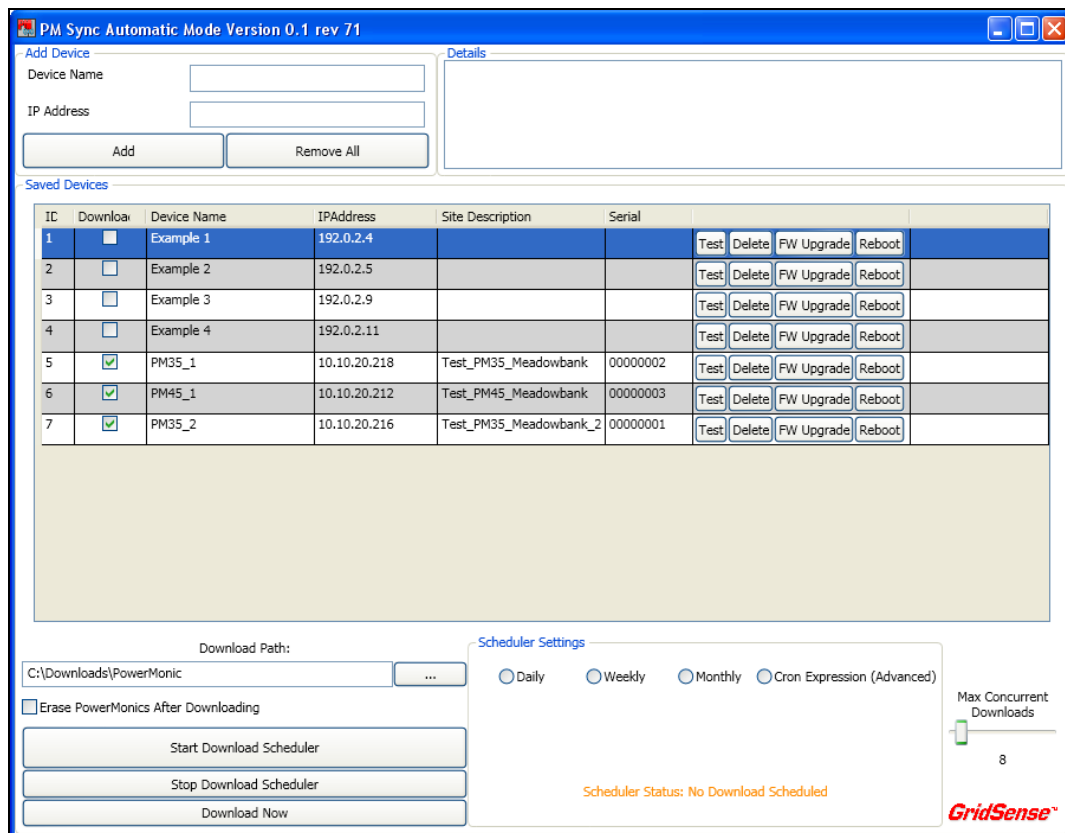 PM Sync Automatic Mode Version 0.1 rev 71
Add Device
Device Name
IP Address
Add Remove All
Details
Saved Devices
ID Downloa Device Name IPAddress Site Description Serial
1 Example 1 192.0.2.4 Test Delete FW Upgrade Reboot
2 Example 2 192.0.2.5 Test Delete FW Upgrade Reboot
3 Example 3 192.0.2.9 Test Delete FW Upgrade Reboot
4 Example 4 192.0.2.11 Test Delete FW Upgrade Reboot
5 PM35_1 10.10.20.218 Test_PM35_Meadowbank 00000002 Test Delete FW Upgrade Reboot
6 PM45_1 10.10.20.212 Test_PM45_Meadowbank 00000003 Test Delete FW Upgrade Reboot
7 PM35_2 10.10.20.216 Test_PM35_Meadowbank_2 00000001 Test Delete FW Upgrade Reboot
Download Path:
C:\Downloads\PowerMonic ...
Erase PowerMonics After Downloading
Start Download Scheduler
Stop Download Scheduler
Download Now
Scheduler Settings
Daily Weekly Monthly Cron Expression (Advanced)
Scheduler Status: No Download Scheduled
Max Concurrent
Downloads
8
GridSense™